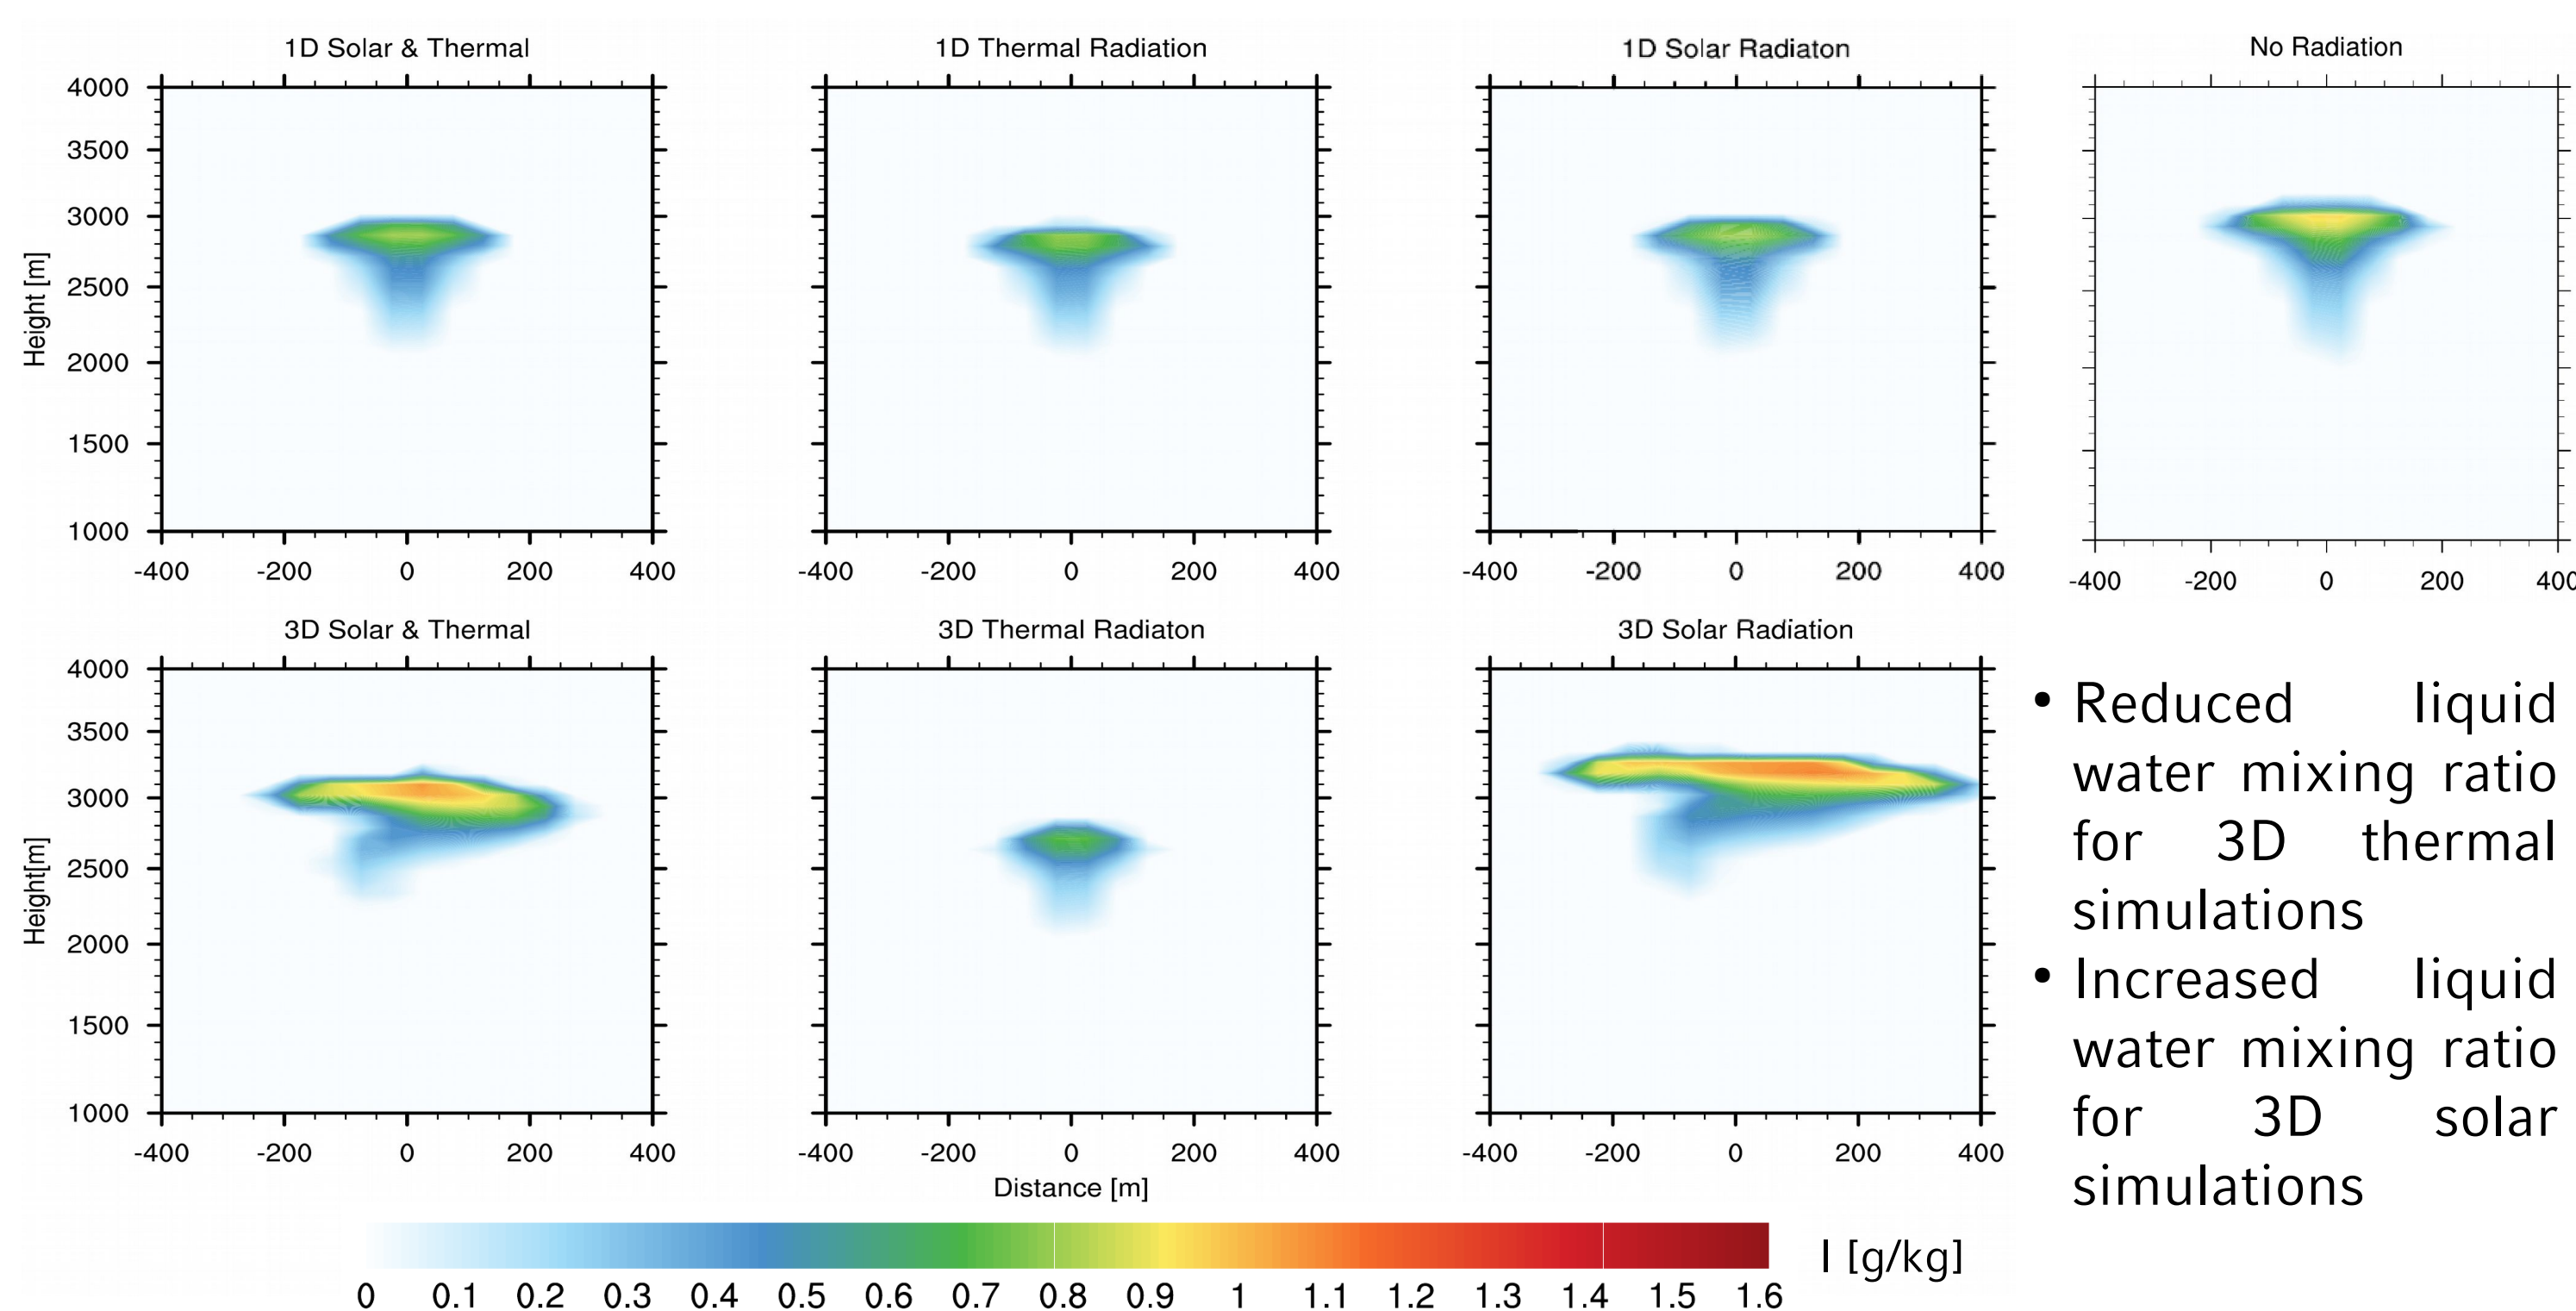 1D Solar & Thermal
1D Thermal Radiation
1D Solar Radiaton
No Radiation
Height [m]
4000
3500
3000
2500
2000
1500
1000
-400 -200 0 200 400
-400 -200 0 200 400
-400 -200 0 200 400
-400 -200 0 200 400
3D Solar & Thermal
3D Thermal Radiaton
3D Solar Radiation
Height[m]
4000
3500
3000
2500
2000
1500
1000
-400 -200 0 200 400
-400 -200 0 200 400
-400 -200 0 200 400
Distance [m]
• Reduced liquid
water mixing ratio
for 3D thermal
simulations
• Increased liquid
water mixing ratio
for 3D solar
simulations
0 0.1 0.2 0.3 0.4 0.5 0.6 0.7 0.8 0.9 1 1.1 1.2 1.3 1.4 1.5 1.6
l [g/kg]